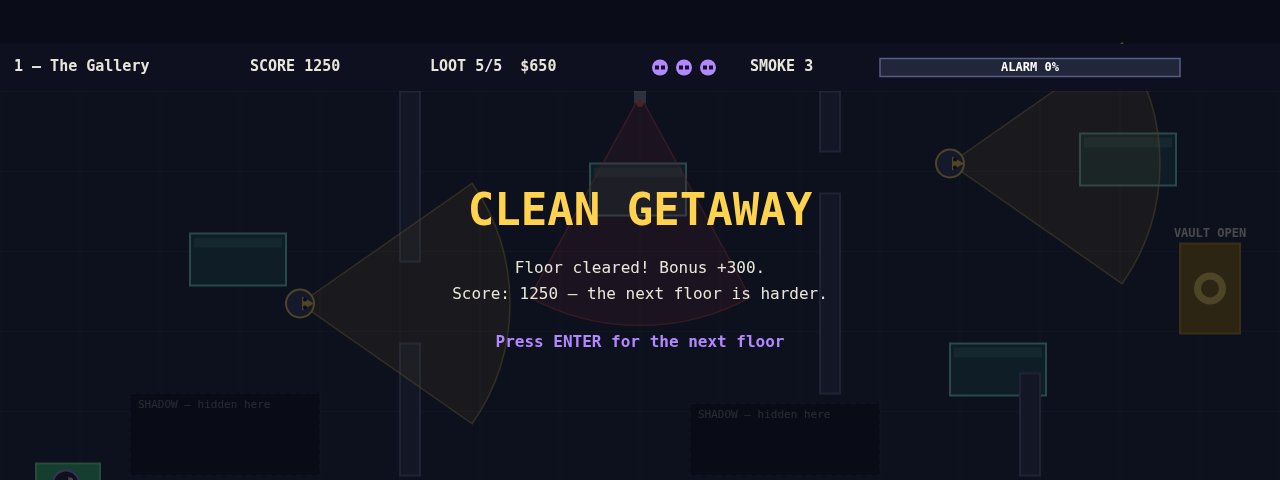 1 — The Gallery SCORE 1250 LOOT 5/5 $650 SMOKE 3 ALARM 0%
CLEAN GETAWAY
VAULT OPEN
Floor cleared! Bonus +300.
Score: 1250 — the next floor is harder.
Press ENTER for the next floor
SHADOW — hidden here
SHADOW — hidden here